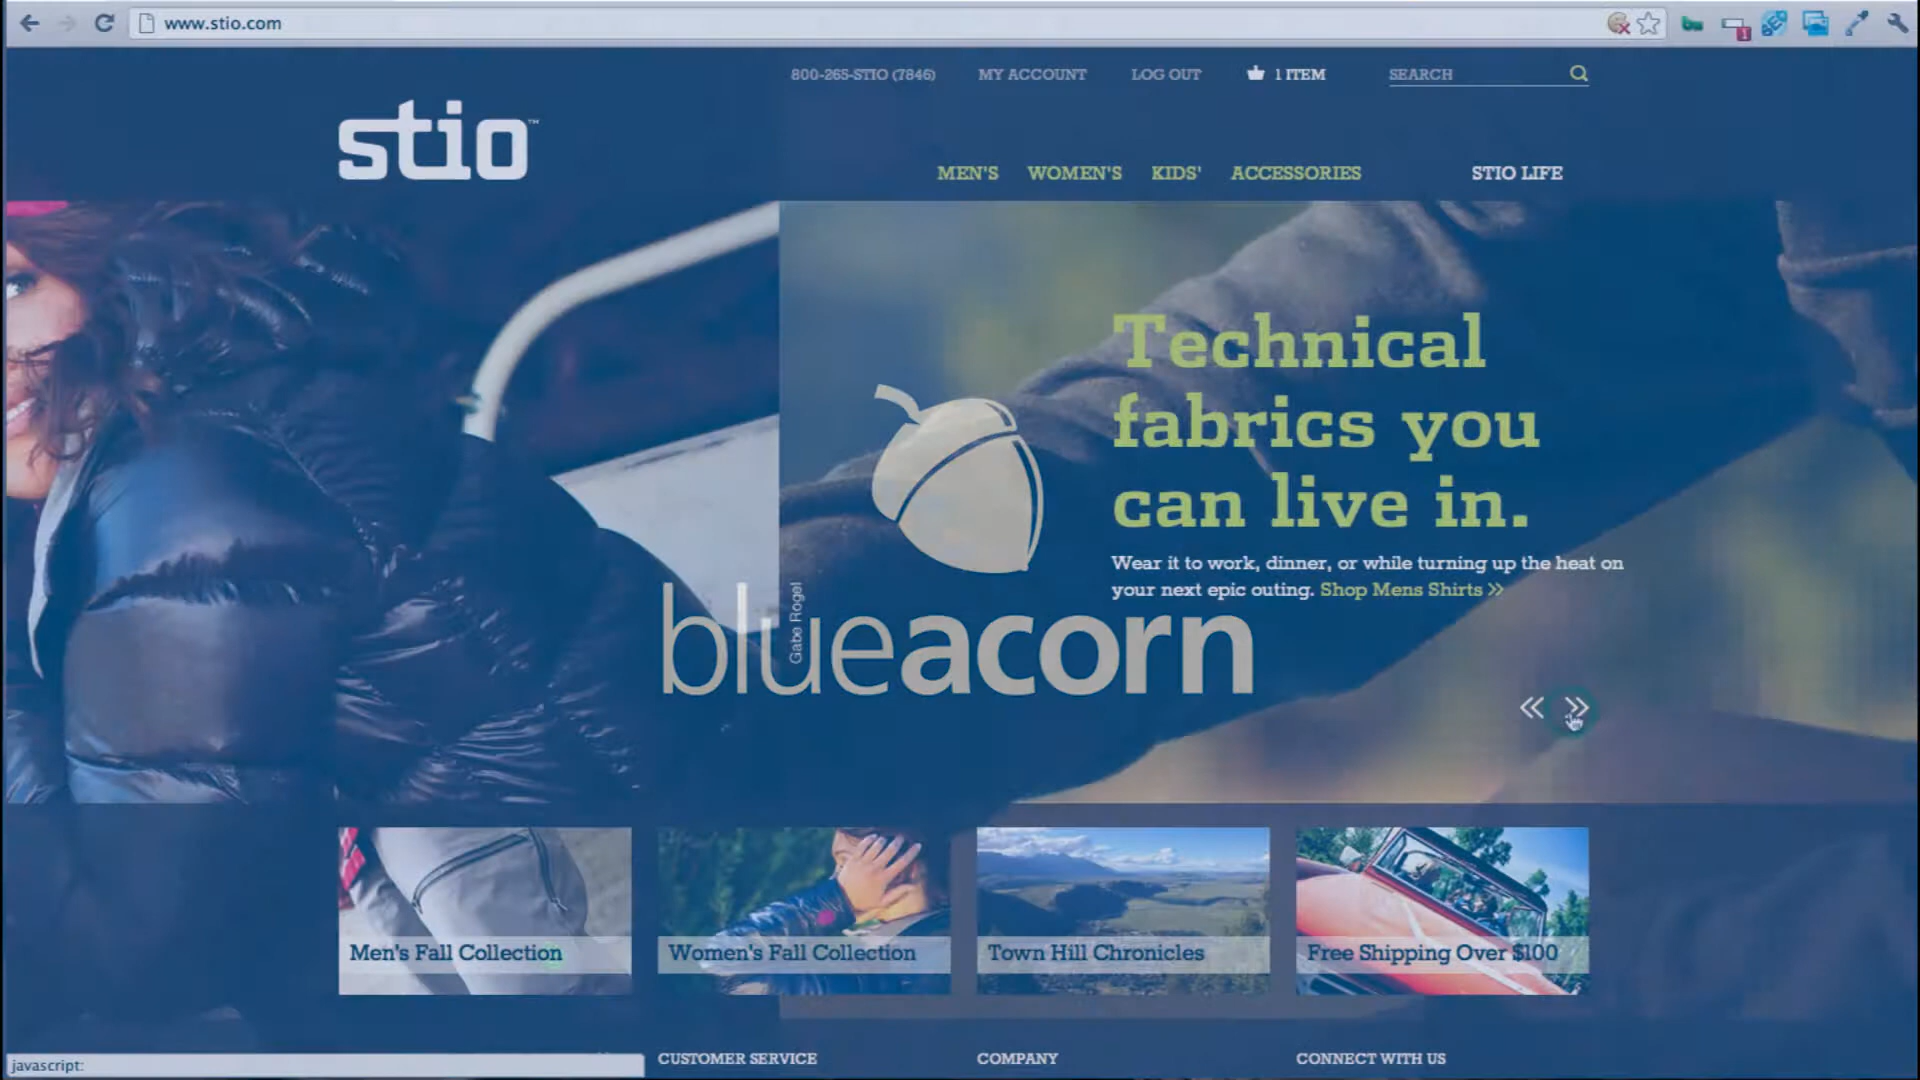 www.stio.com
800-265-STIO (7846) MY ACCOUNT LOG OUT 1 ITEM SEARCH
stio™
MEN'S WOMEN'S KIDS' ACCESSORIES STIO LIFE
Technical
fabrics you
can live in.
Wear it to work, dinner, or while turning up the heat on
your next epic outing. Shop Mens Shirts »
Gabe Rogel
blueacorn
Men's Fall Collection
Women's Fall Collection
Town Hill Chronicles
Free Shipping Over $100
javascript:
CUSTOMER SERVICE
COMPANY
CONNECT WITH US